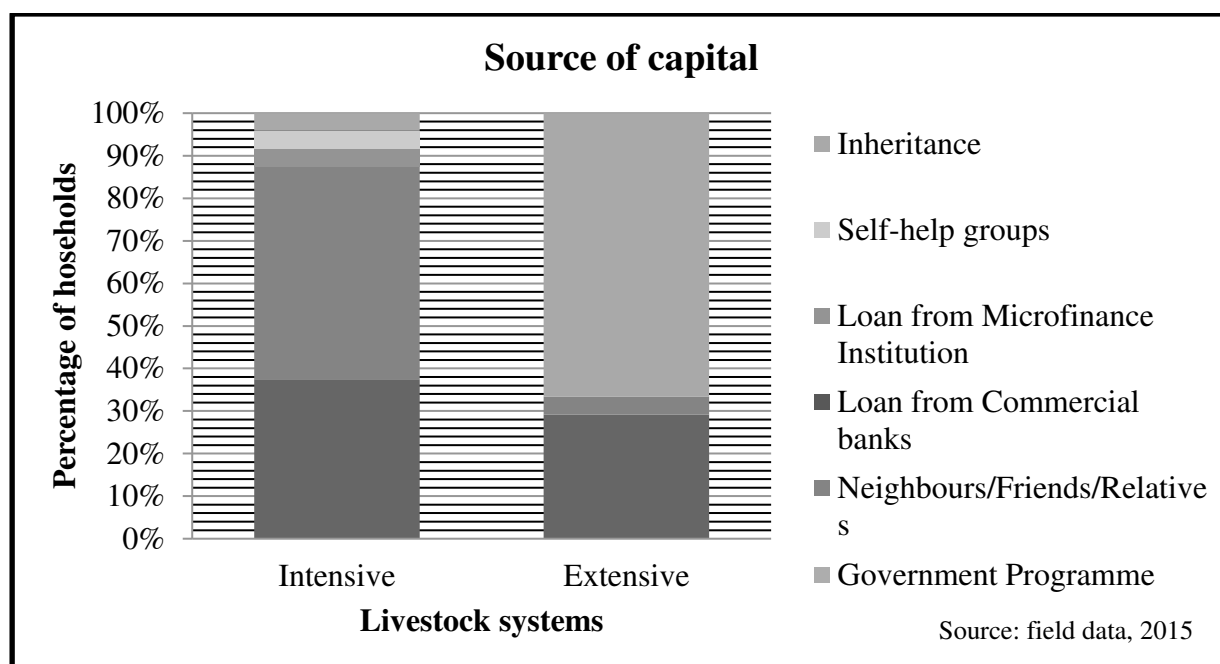 Source of capital
100%
90%
80%
70%
60%
50%
40%
30%
20%
10%
0%
Percentage of hoseholds
Intensive
Extensive
Livestock systems
Inheritance
Self-help groups
Loan from Microfinance
Institution
Loan from Commercial
banks
Neighbours/Friends/Relative
s
Government Programme
Source: field data, 2015